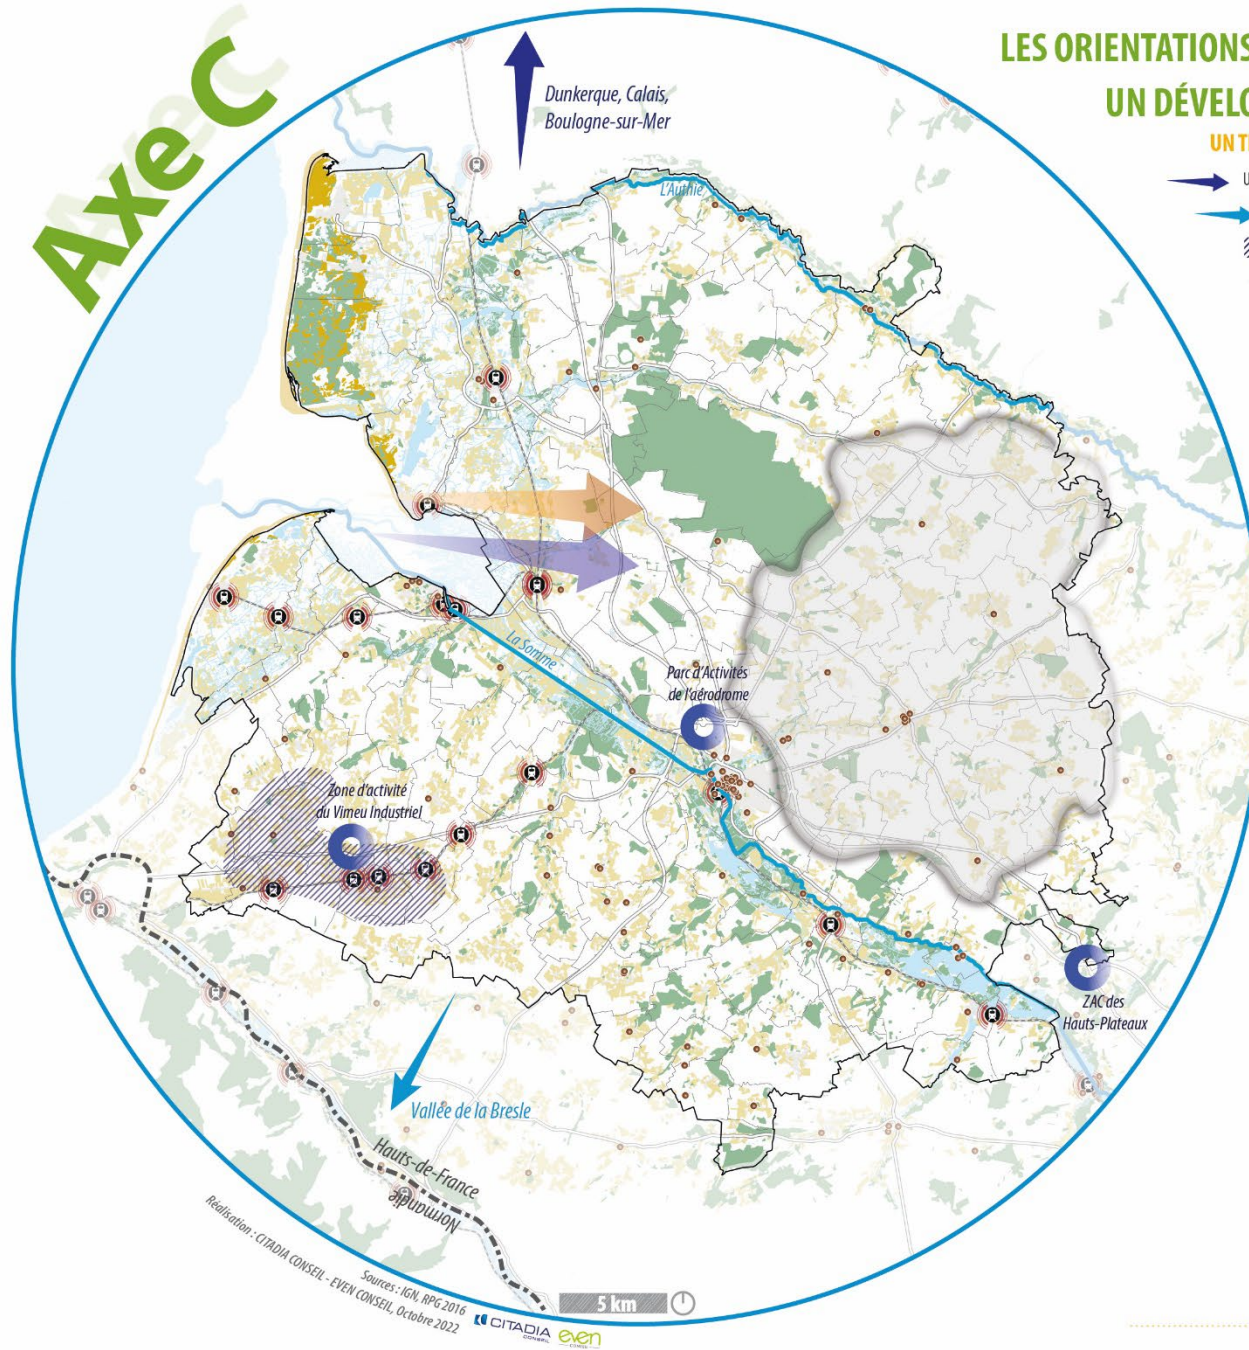 Axe C
LES ORIENTATIONS
UN DÉVELO
UN T
U
Dunkerque, Calais,
Boulogne-sur-Mer
L'Authie
La Somme
Parc d'Activités
de l'aérodrome
Zone d'activité
du Vimeu Industriel
ZAC des
Hauts-Plateaux
Vallée de la Bresle
Hauts-de-France
Normandie
Sources : IGN, RPG 2016
Réalisation : CITADIA CONSEIL - EVEN CONSEIL, Octobre 2022
CITADIA
CONSEIL
even
CONSEIL
5 km